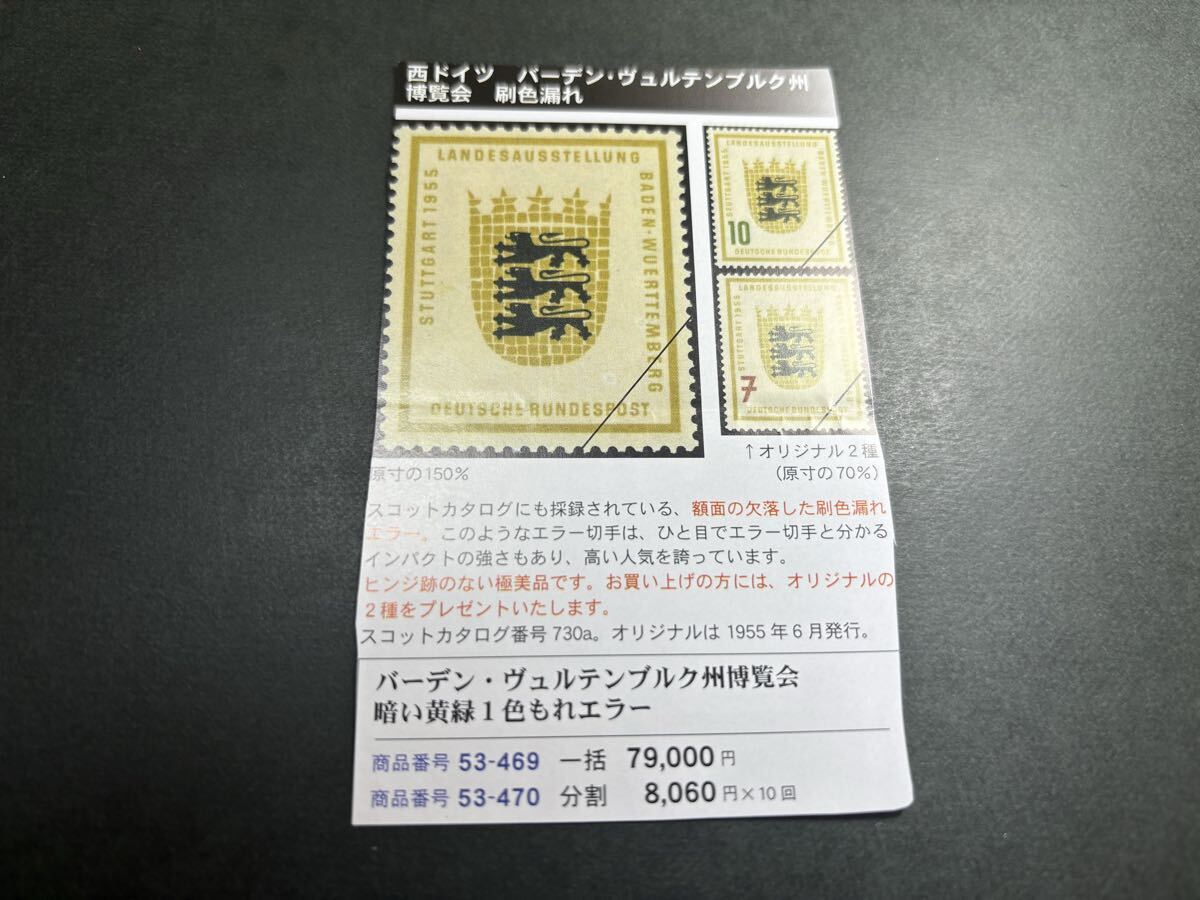 西ドイツ　バーデン・ヴュルテンブルク州
博覧会　刷色漏れ
LANDESAUSSTELLUNG
STUTTGART 1955
BADEN-WUERTTEMBERG
DEUTSCHE BUNDESPOST
LANDESAUSSTELLUNG
STUTTGART 1955
10
DEUTSCHE BUNDESPOST
LANDESAUSSTELLUNG
STUTTGART 1955
7
DEUTSCHE BUNDESPOST
↑オリジナル２種
(原寸の70%)
原寸の150%
スコットカタログにも採録されている、額面の欠落した刷色漏れ
エラー。このようなエラー切手は、ひと目でエラー切手と分かる
インパクトの強さもあり、高い人気を誇っています。
ヒンジ跡のない極美品です。お買い上げの方には、オリジナルの
２種をプレゼントいたします。
スコットカタログ番号 730a。オリジナルは 1955 年 6 月発行。
バーデン・ヴュルテンブルク州博覧会
暗い黄緑１色もれエラー
商品番号 53-469　一括　79,000 円
商品番号 53-470　分割　8,060 円×10 回